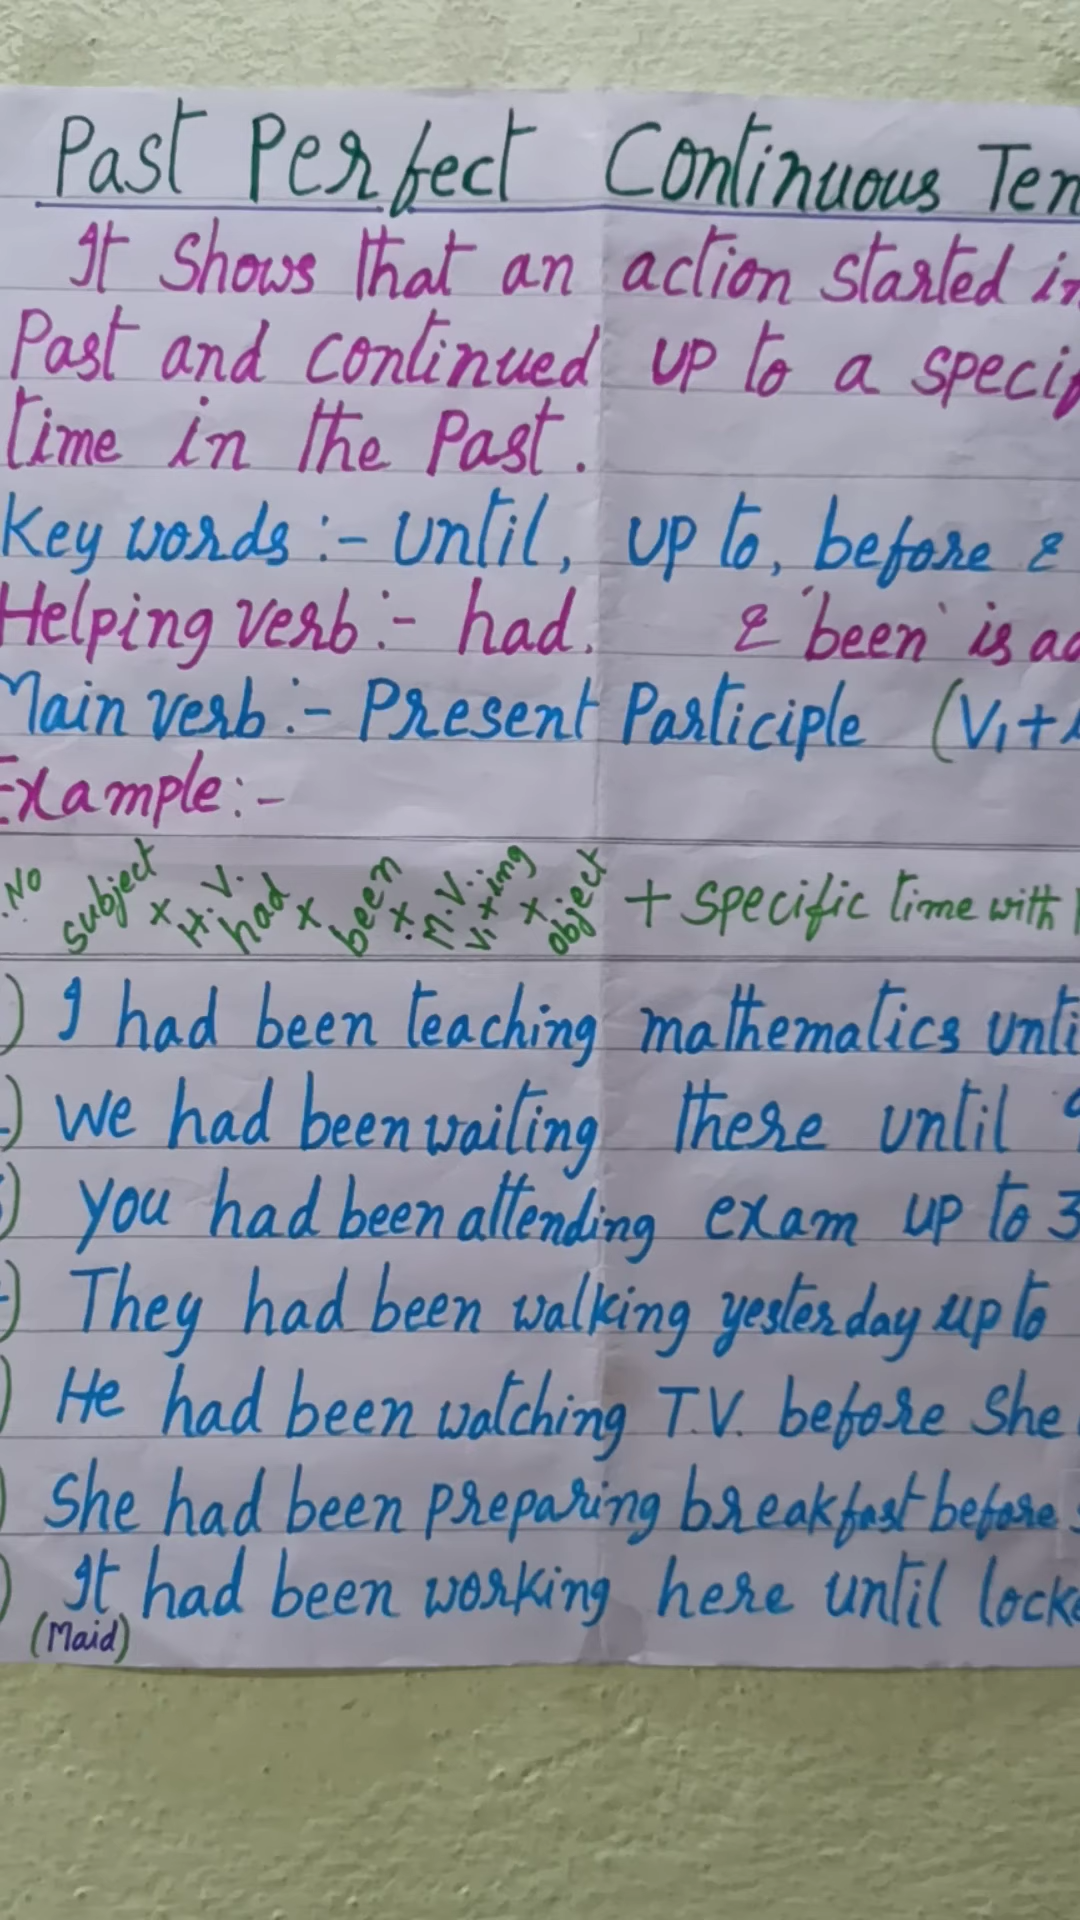 Past Perfect Continuous Ten
It shows that an action started in
Past and continued up to a specif
time in the Past.
Key words :- until, up to, before &
Helping verb :- had. & 'been' is ad
Main verb :- Present Participle (V1+
Example :-
.No subject + H.V. had + been + M.V. V1+ing + object + specific time with
) I had been teaching mathematics unti
) We had been waiting there until 9
) You had been attending exam up to 3
) They had been walking yesterday up to
) He had been watching T.V. before She
) She had been preparing breakfast before
) It had been working here until lock
(Maid)